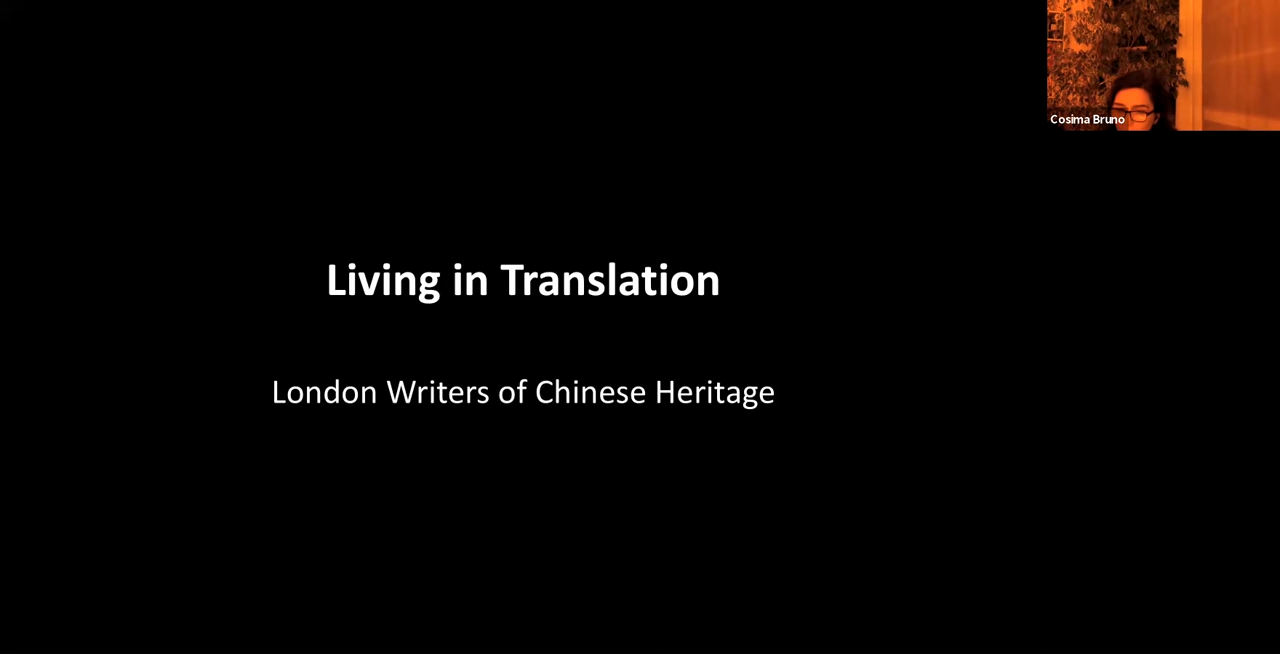 Cosima Bruno
Living in Translation
London Writers of Chinese Heritage